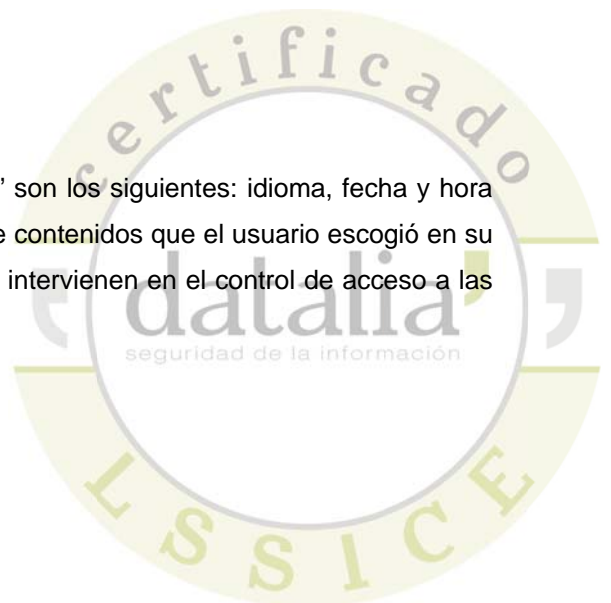 certificado
” son los siguientes: idioma, fecha y hora
e contenidos que el usuario escogió en su
intervienen en el control de acceso a las
datalia
seguridad de la información
LSSICE